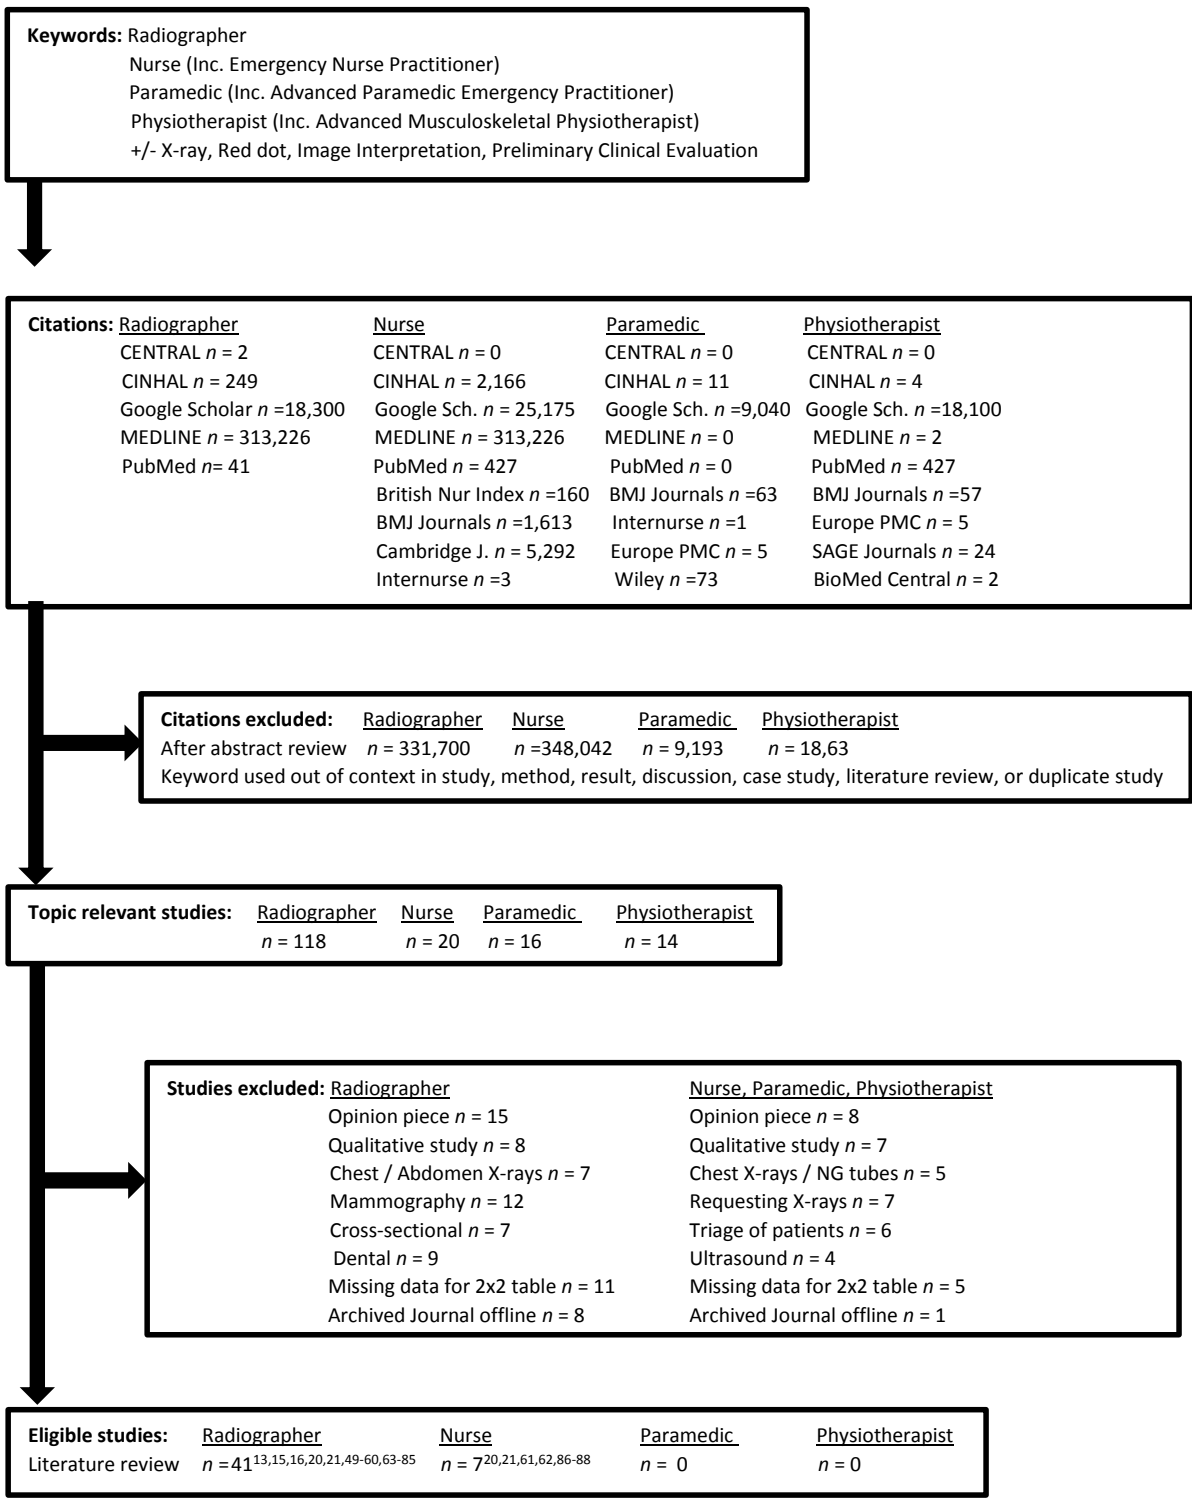 Keywords: Radiographer
Nurse (Inc. Emergency Nurse Practitioner)
Paramedic (Inc. Advanced Paramedic Emergency Practitioner)
Physiotherapist (Inc. Advanced Musculoskeletal Physiotherapist)
+/- X-ray, Red dot, Image Interpretation, Preliminary Clinical Evaluation
Citations: Radiographer Nurse Paramedic Physiotherapist
CENTRAL n = 2 CENTRAL n = 0 CENTRAL n = 0 CENTRAL n = 0
CINHAL n = 249 CINHAL n = 2,166 CINHAL n = 11 CINHAL n = 4
Google Scholar n =18,300 Google Sch. n = 25,175 Google Sch. n =9,040 Google Sch. n =18,100
MEDLINE n = 313,226 MEDLINE n = 313,226 MEDLINE n = 0 MEDLINE n = 2
PubMed n= 41 PubMed n = 427 PubMed n = 0 PubMed n = 427
British Nur Index n =160 BMJ Journals n =63 BMJ Journals n =57
BMJ Journals n =1,613 Internurse n =1 Europe PMC n = 5
Cambridge J. n = 5,292 Europe PMC n = 5 SAGE Journals n = 24
Internurse n =3 Wiley n =73 BioMed Central n = 2
Citations excluded: Radiographer Nurse Paramedic Physiotherapist
After abstract review n = 331,700 n =348,042 n = 9,193 n = 18,63
Keyword used out of context in study, method, result, discussion, case study, literature review, or duplicate study
Topic relevant studies: Radiographer Nurse Paramedic Physiotherapist
n = 118 n = 20 n = 16 n = 14
Studies excluded: Radiographer Nurse, Paramedic, Physiotherapist
Opinion piece n = 15 Opinion piece n = 8
Qualitative study n = 8 Qualitative study n = 7
Chest / Abdomen X-rays n = 7 Chest X-rays / NG tubes n = 5
Mammography n = 12 Requesting X-rays n = 7
Cross-sectional n = 7 Triage of patients n = 6
Dental n = 9 Ultrasound n = 4
Missing data for 2x2 table n = 11 Missing data for 2x2 table n = 5
Archived Journal offline n = 8 Archived Journal offline n = 1
Eligible studies: Radiographer Nurse Paramedic Physiotherapist
Literature review n =41 13,15,16,20,21,49-60,63-85 n = 7 20,21,61,62,86-88 n = 0 n = 0